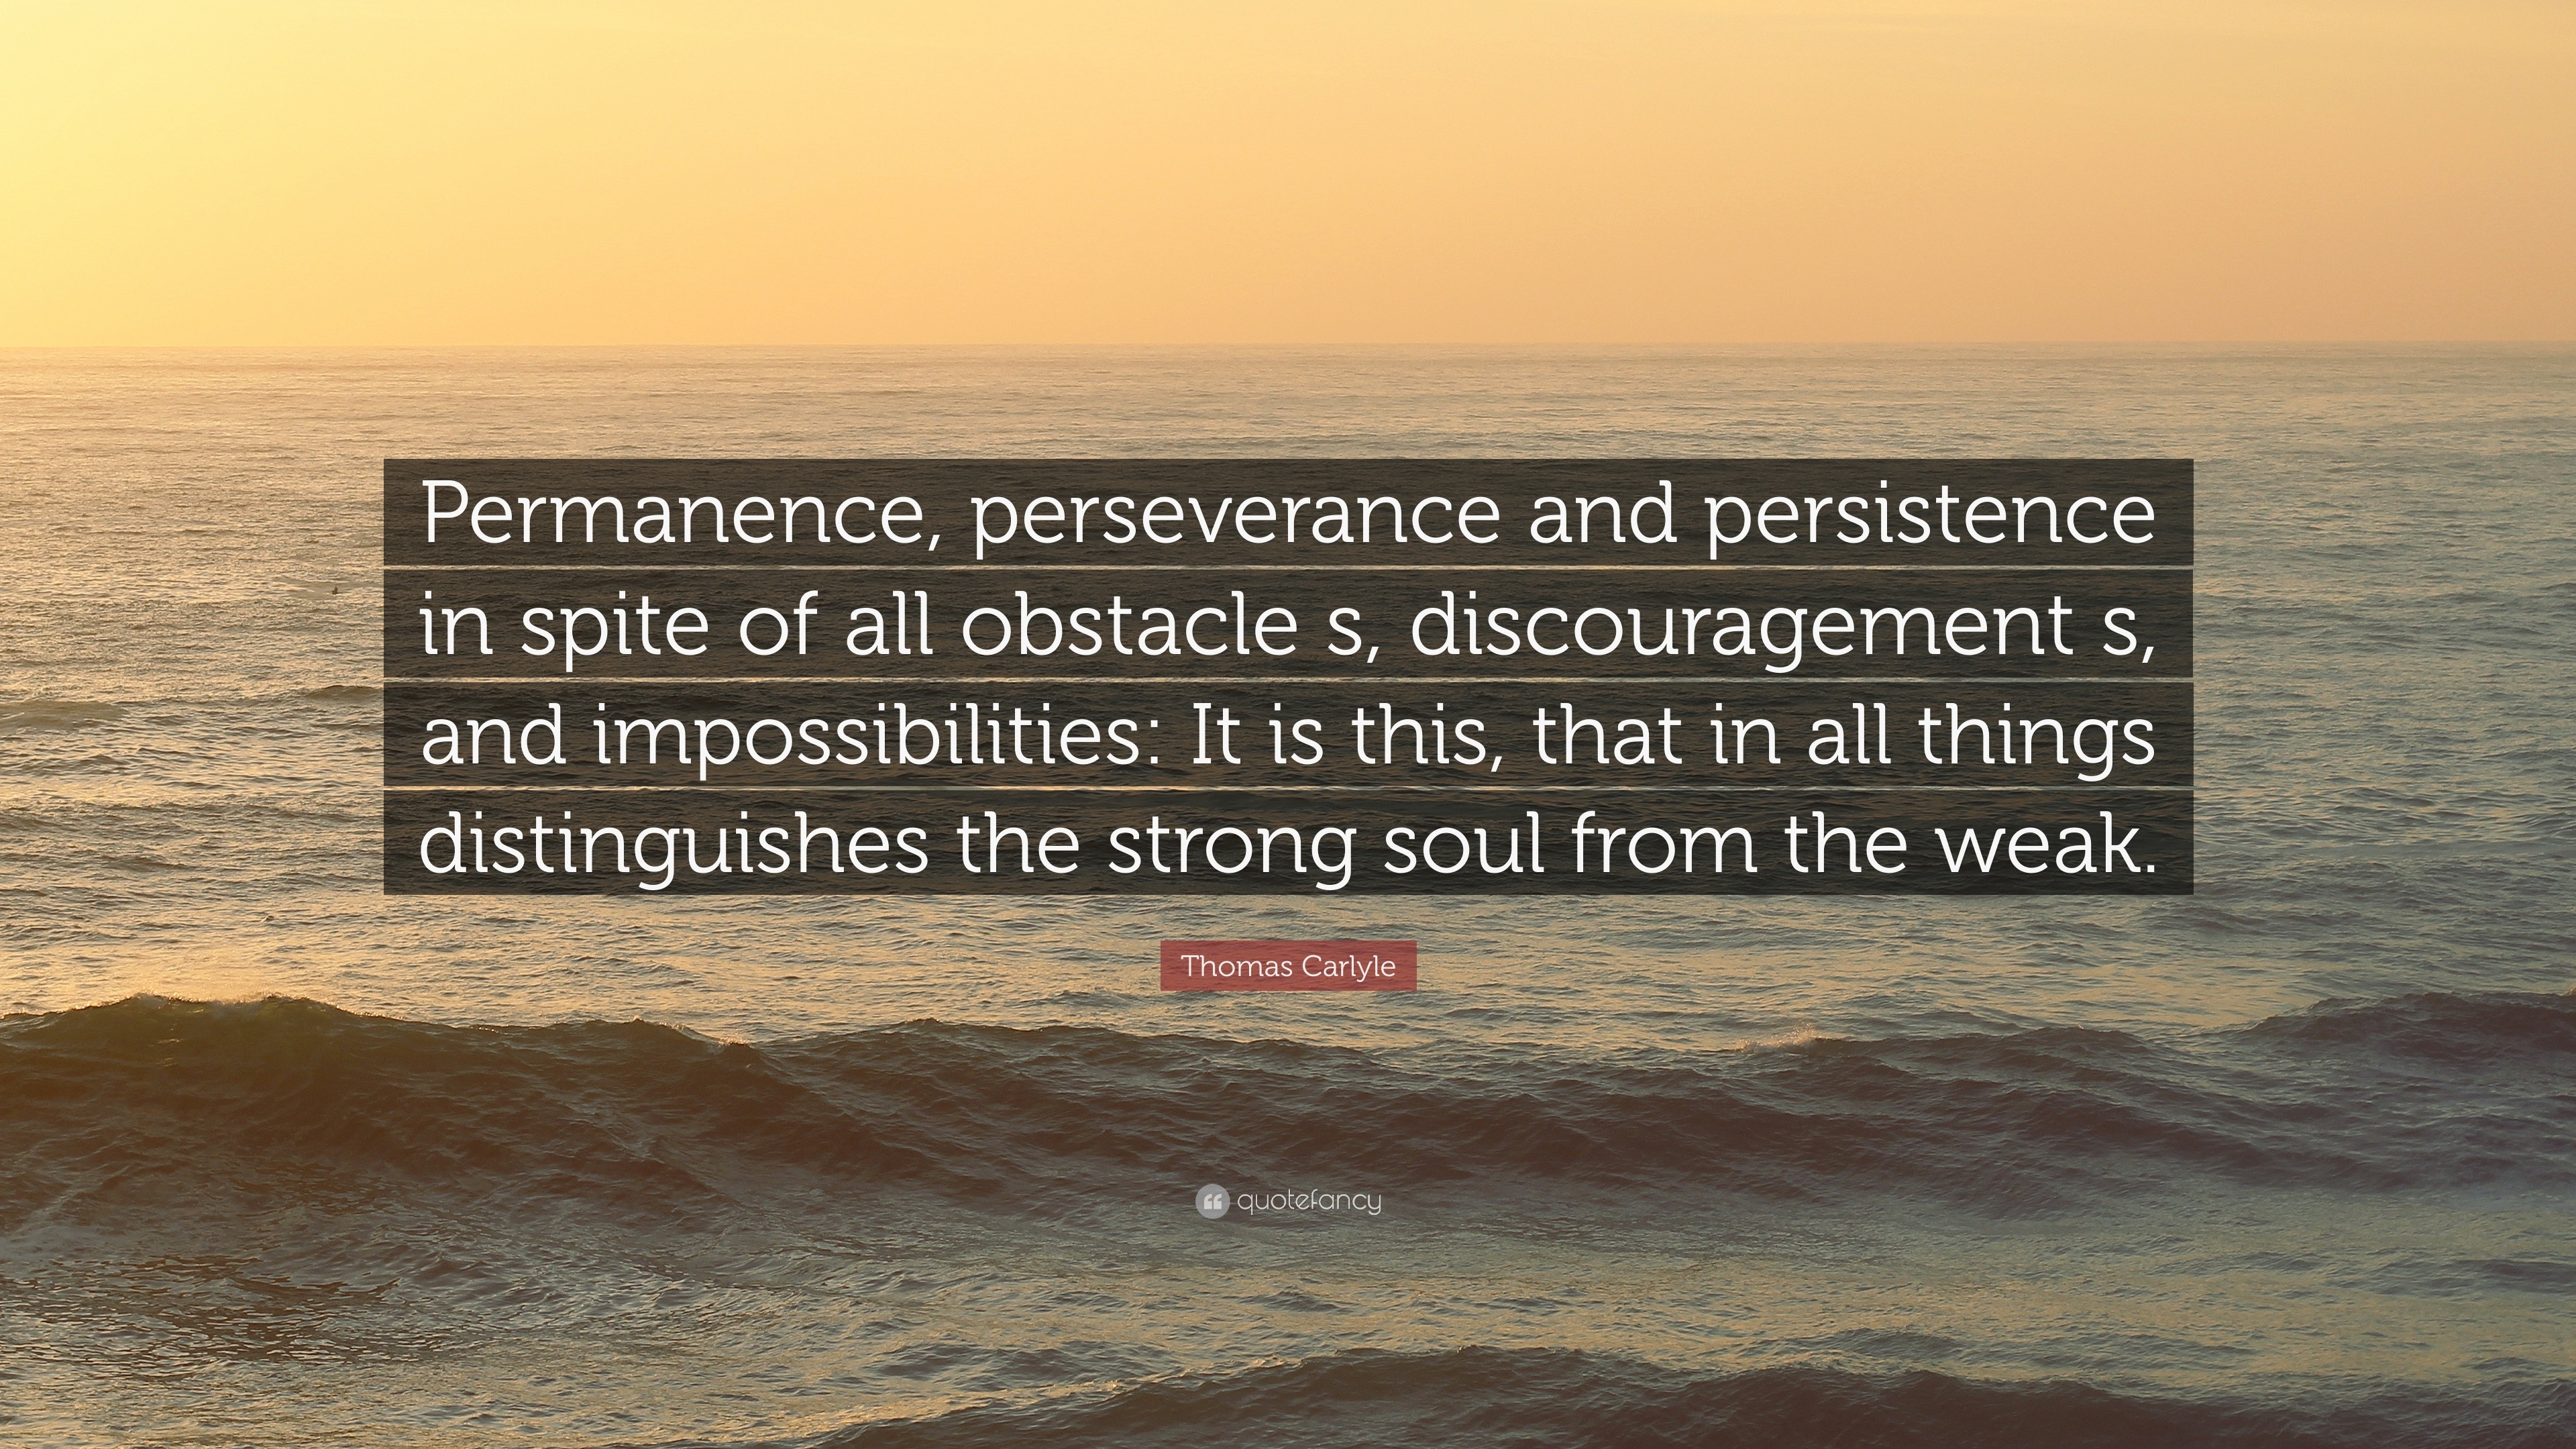 Permanence, perseverance and persistence
in spite of all obstacle s, discouragement s,
and impossibilities: It is this, that in all things
distinguishes the strong soul from the weak.
Thomas Carlyle
quotefancy